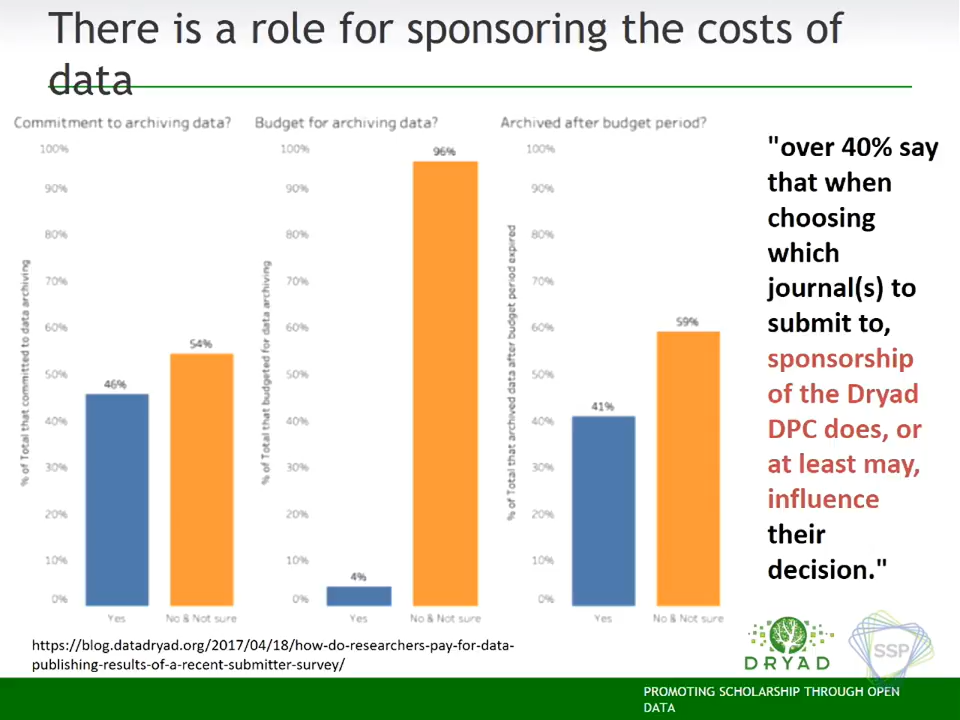 There is a role for sponsoring the costs of
data
Commitment to archiving data?
% of Total that committed to data archiving
100%
90%
80%
70%
60%
50%
40%
30%
20%
10%
0%
46%
54%
Yes
No & Not sure
Budget for archiving data?
% of Total that budgeted for data archiving
100%
90%
80%
70%
60%
50%
40%
30%
20%
10%
0%
4%
96%
Yes
No & Not sure
Archived after budget period?
% of Total that archived data after budget period expired
100%
90%
80%
70%
60%
50%
40%
30%
20%
10%
0%
41%
59%
Yes
No & Not sure
"over 40% say
that when
choosing
which
journal(s) to
submit to,
sponsorship
of the Dryad
DPC does, or
at least may,
influence
their
decision."
https://blog.datadryad.org/2017/04/18/how-do-researchers-pay-for-data-
publishing-results-of-a-recent-submitter-survey/
DRYAD
SSP
PROMOTING SCHOLARSHIP THROUGH OPEN
DATA